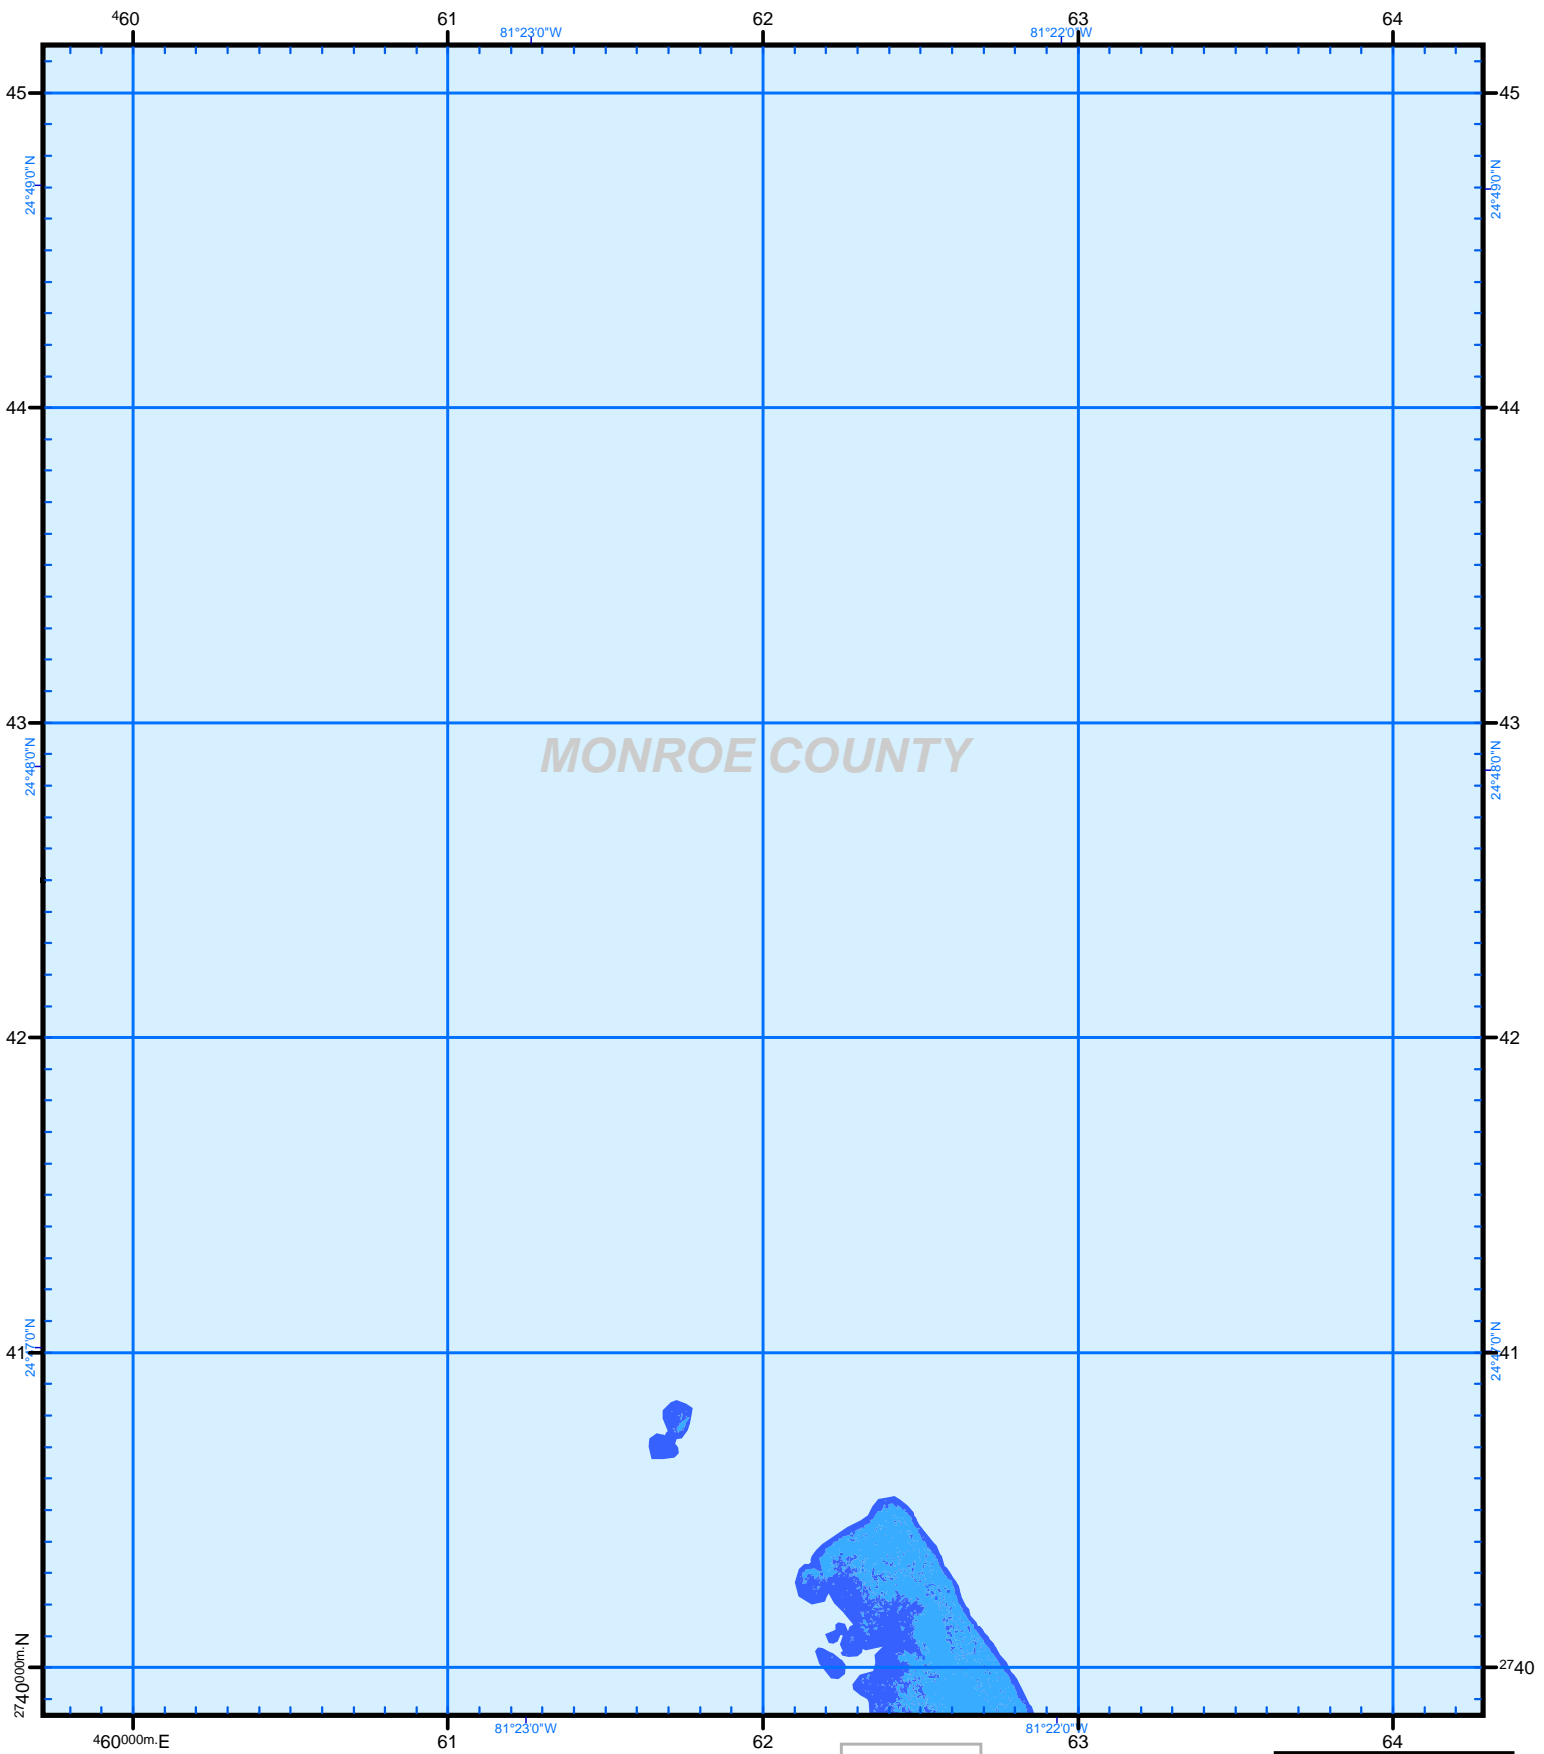 ⁴60 61 62 63 64
81°23'0"W 81°22'0"W
45 45
24°49'0"N 24°49'0"N
44 44
43 43
MONROE COUNTY
24°48'0"N 24°48'0"N
42 42
24°47'0"N 24°47'0"N
41 41
²⁷40⁰⁰⁰ᵐ·N ²⁷40
81°23'0"W 81°22'0"W
⁴60⁰⁰⁰ᵐ·E 61 62 63 64